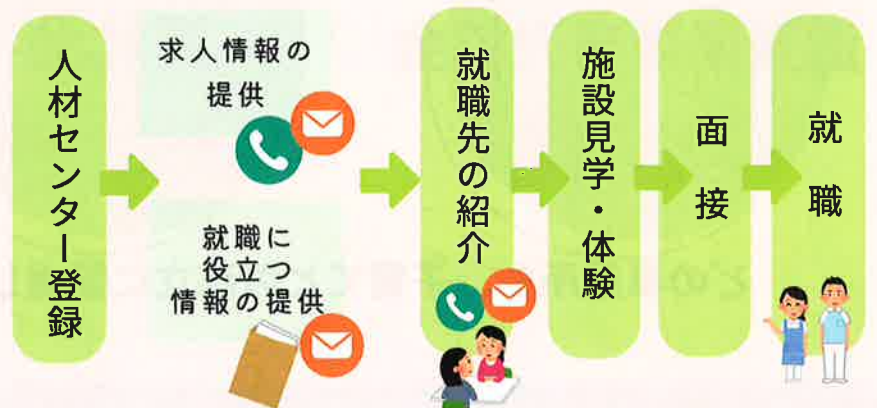 人材センター登録
求人情報の
提供
就職に
役立つ
情報の提供
就職先の紹介
施設見学・体験
面接
就職